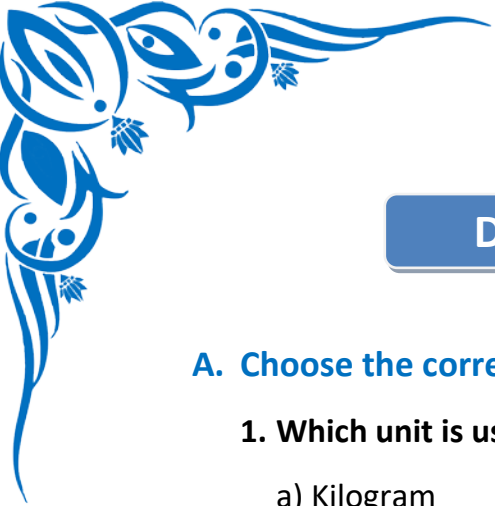 D
A. Choose the corre
1. Which unit is us
a) Kilogram